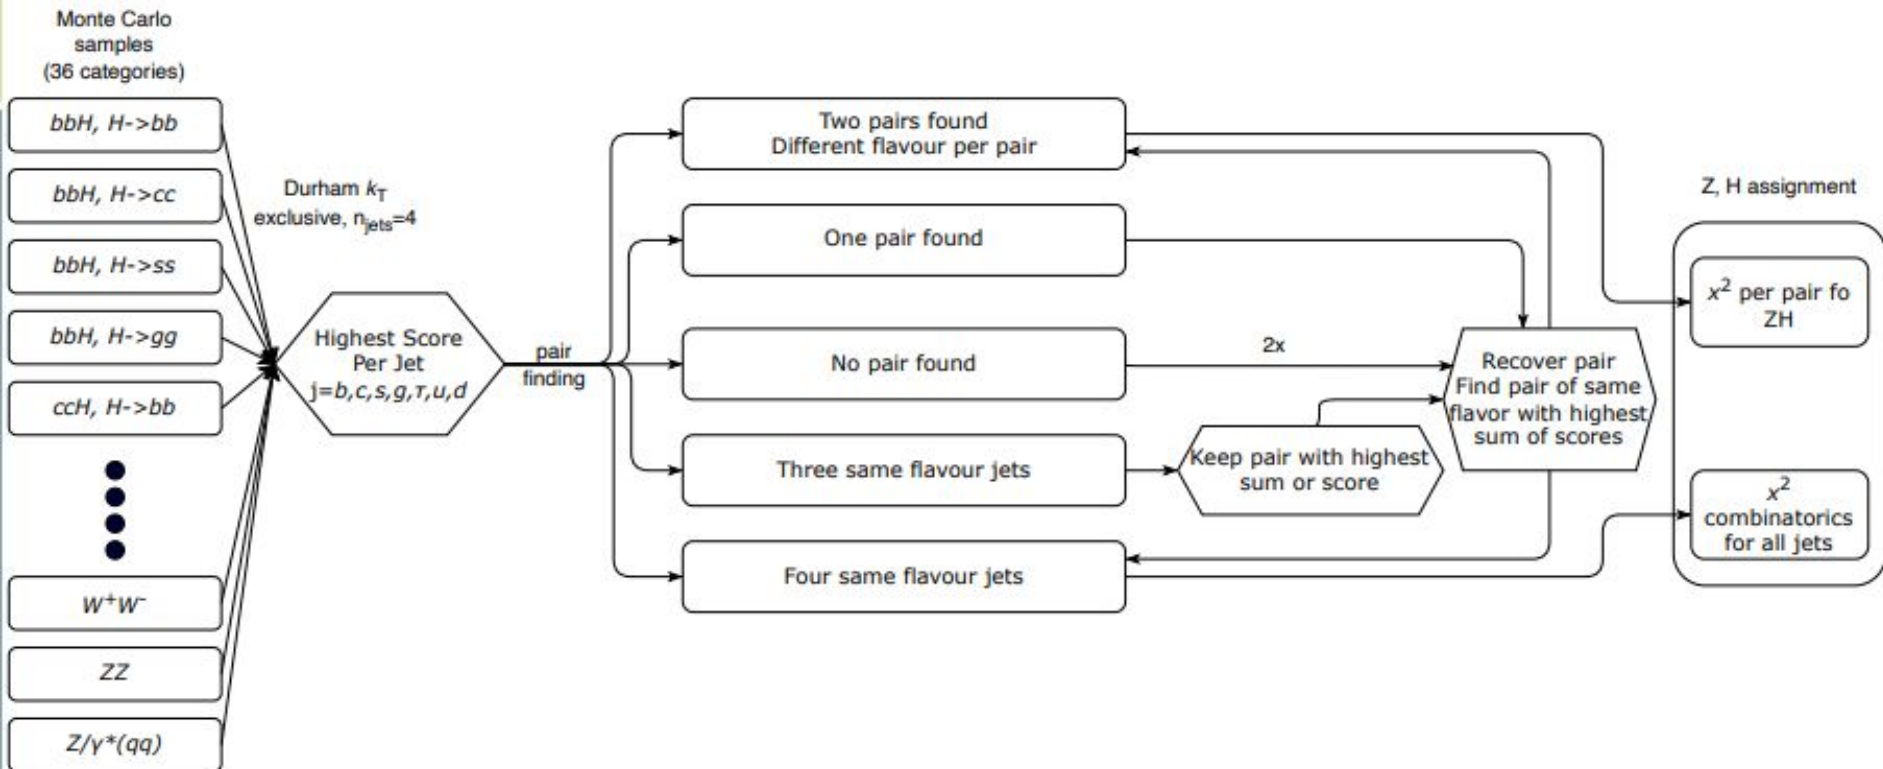 Monte Carlo
samples
(36 categories)
bbH, H->bb
bbH, H->cc
bbH, H->ss
bbH, H->gg
ccH, H->bb
W⁺W⁻
ZZ
Z/γ*(qq)
Durham k_T
exclusive, n_jets=4
Highest Score
Per Jet
j=b,c,s,g,τ,u,d
pair
finding
Two pairs found
Different flavour per pair
One pair found
No pair found
Three same flavour jets
Four same flavour jets
2x
Keep pair with highest
sum or score
Recover pair
Find pair of same
flavor with highest
sum of scores
Z, H assignment
x² per pair fo
ZH
x²
combinatorics
for all jets